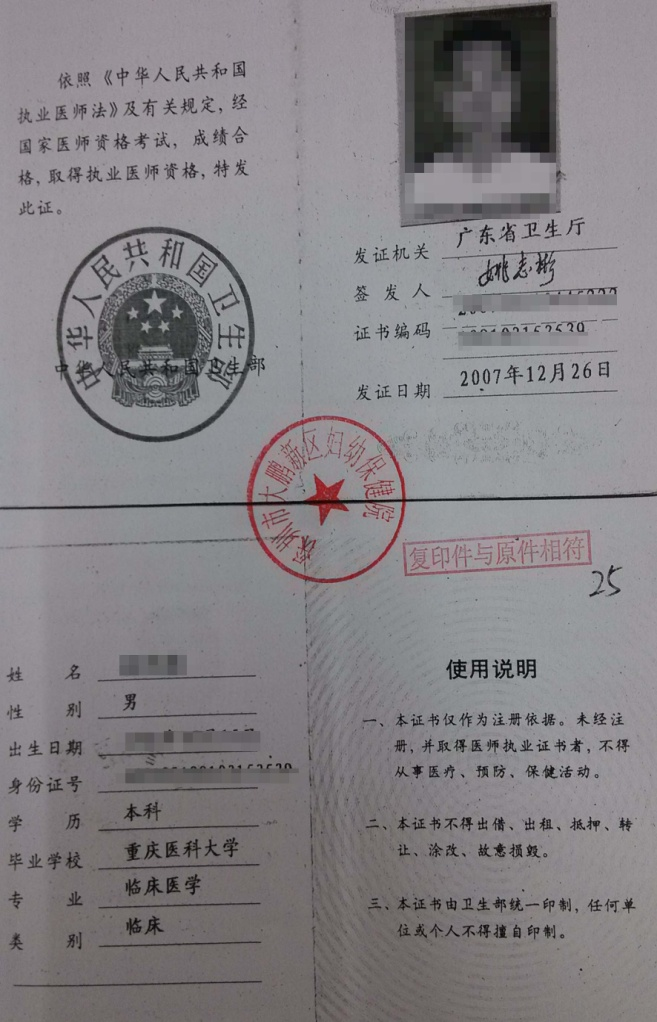 依照《中华人民共和国
执业医师法》及有关规定,经
国家医师资格考试,成绩合
格,取得执业医师资格,特发
此证。
中华人民共和国卫生部
中华人民共和国卫生部
发证机关 广东省卫生厅
签发人 姚志彬
证书编码
发证日期 2007年12月26日
深圳市大鹏新区妇幼保健院
复印件与原件相符
25
姓名
性别 男
出生日期
身份证号
学历 本科
毕业学校 重庆医科大学
专业 临床医学
类别 临床
使用说明
一、本证书仅作为注册依据。未经注
册,并取得医师执业证书者,不得
从事医疗、预防、保健活动。
二、本证书不得出借、出租、抵押、转
让、涂改、故意损毁。
三、本证书由卫生部统一印制,任何单
位或个人不得擅自印制。